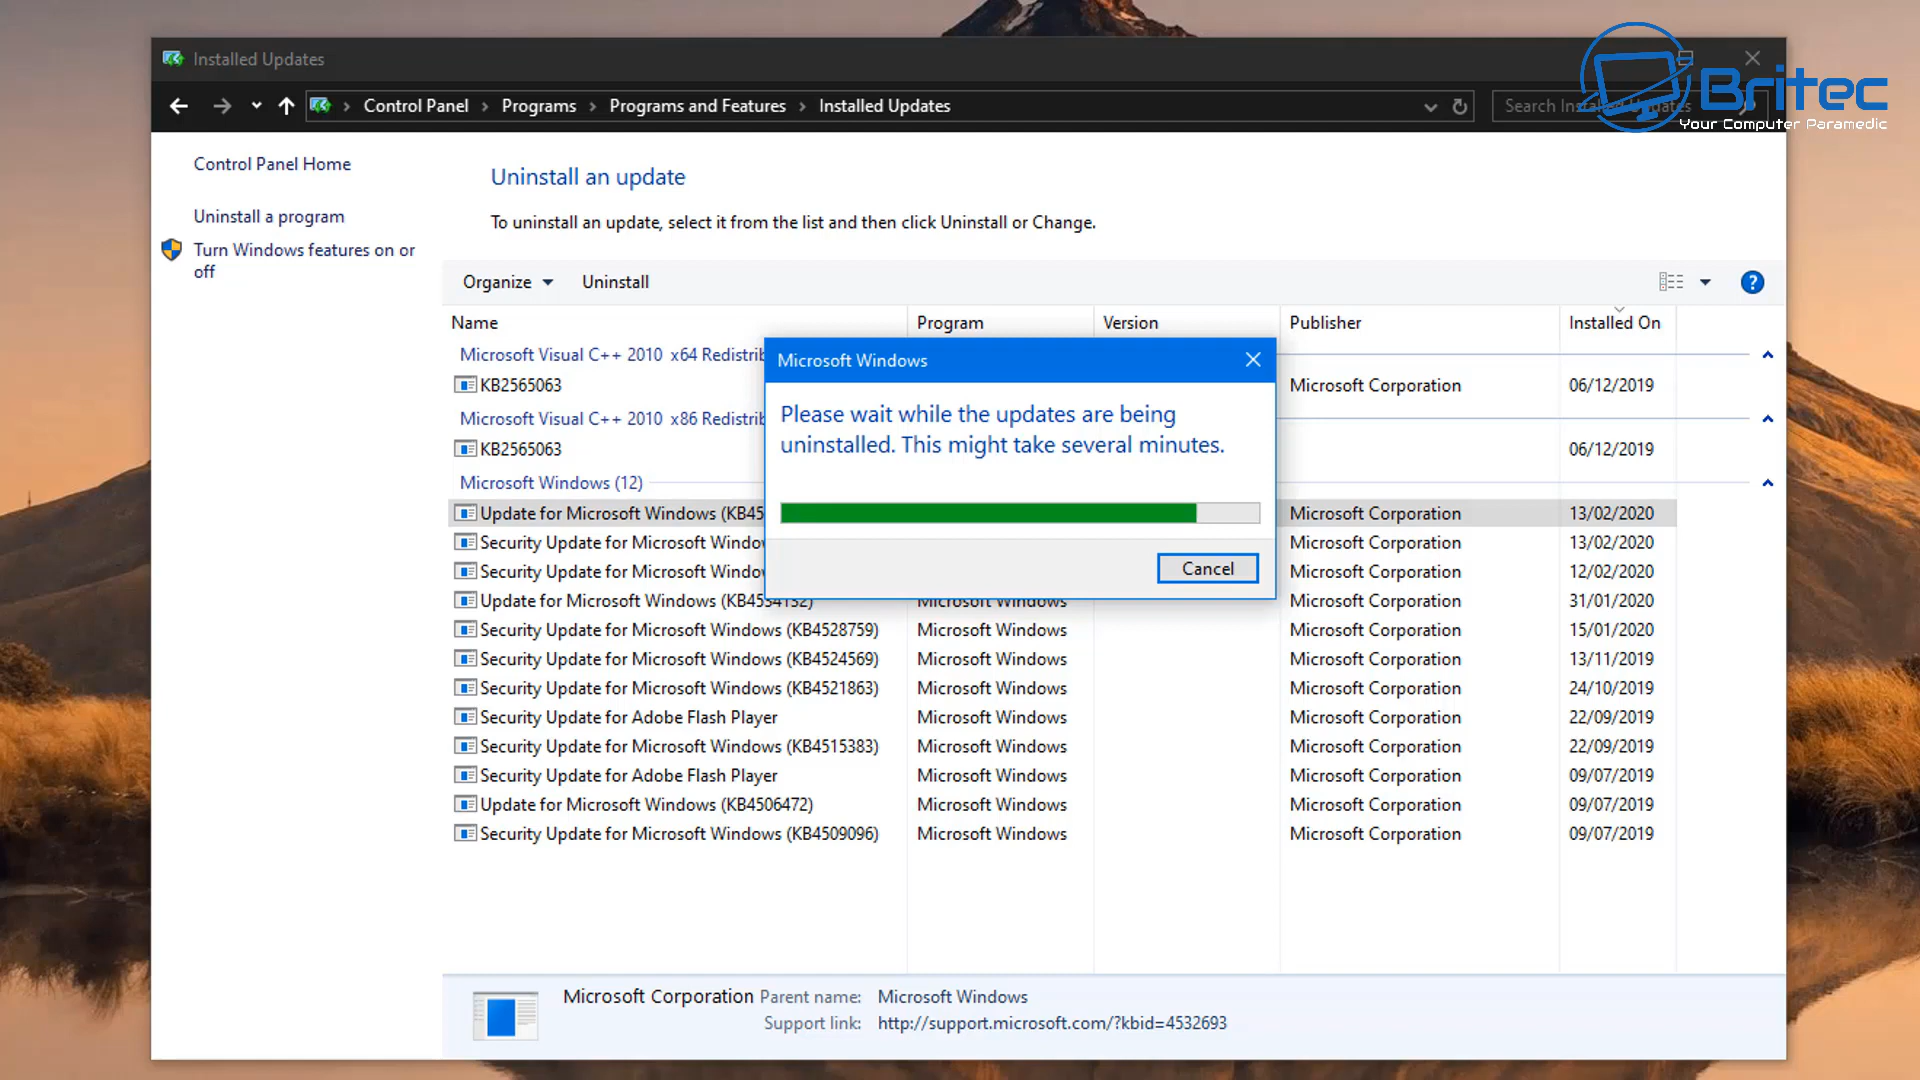 Installed Updates
Britec
Your Computer Paramedic
Control Panel
Programs
Programs and Features
Installed Updates
Search Installed Updates
Control Panel Home
Uninstall a program
Turn Windows features on or
off
Uninstall an update
To uninstall an update, select it from the list and then click Uninstall or Change.
Organize Uninstall
Name Program Version Publisher Installed On
Microsoft Visual C++ 2010 x64 Redistrib
KB2565063 Microsoft Corporation 06/12/2019
Microsoft Visual C++ 2010 x86 Redistrib
KB2565063 06/12/2019
Microsoft Windows (12)
Update for Microsoft Windows (KB45 Microsoft Corporation 13/02/2020
Security Update for Microsoft Windo Microsoft Corporation 13/02/2020
Security Update for Microsoft Windo Microsoft Corporation 12/02/2020
Update for Microsoft Windows (KB4534132) Microsoft Windows Microsoft Corporation 31/01/2020
Security Update for Microsoft Windows (KB4528759) Microsoft Windows Microsoft Corporation 15/01/2020
Security Update for Microsoft Windows (KB4524569) Microsoft Windows Microsoft Corporation 13/11/2019
Security Update for Microsoft Windows (KB4521863) Microsoft Windows Microsoft Corporation 24/10/2019
Security Update for Adobe Flash Player Microsoft Windows Microsoft Corporation 22/09/2019
Security Update for Microsoft Windows (KB4515383) Microsoft Windows Microsoft Corporation 22/09/2019
Security Update for Adobe Flash Player Microsoft Windows Microsoft Corporation 09/07/2019
Update for Microsoft Windows (KB4506472) Microsoft Windows Microsoft Corporation 09/07/2019
Security Update for Microsoft Windows (KB4509096) Microsoft Windows Microsoft Corporation 09/07/2019
Microsoft Windows
Please wait while the updates are being
uninstalled. This might take several minutes.
Cancel
Microsoft Corporation Parent name: Microsoft Windows
Support link: http://support.microsoft.com/?kbid=4532693